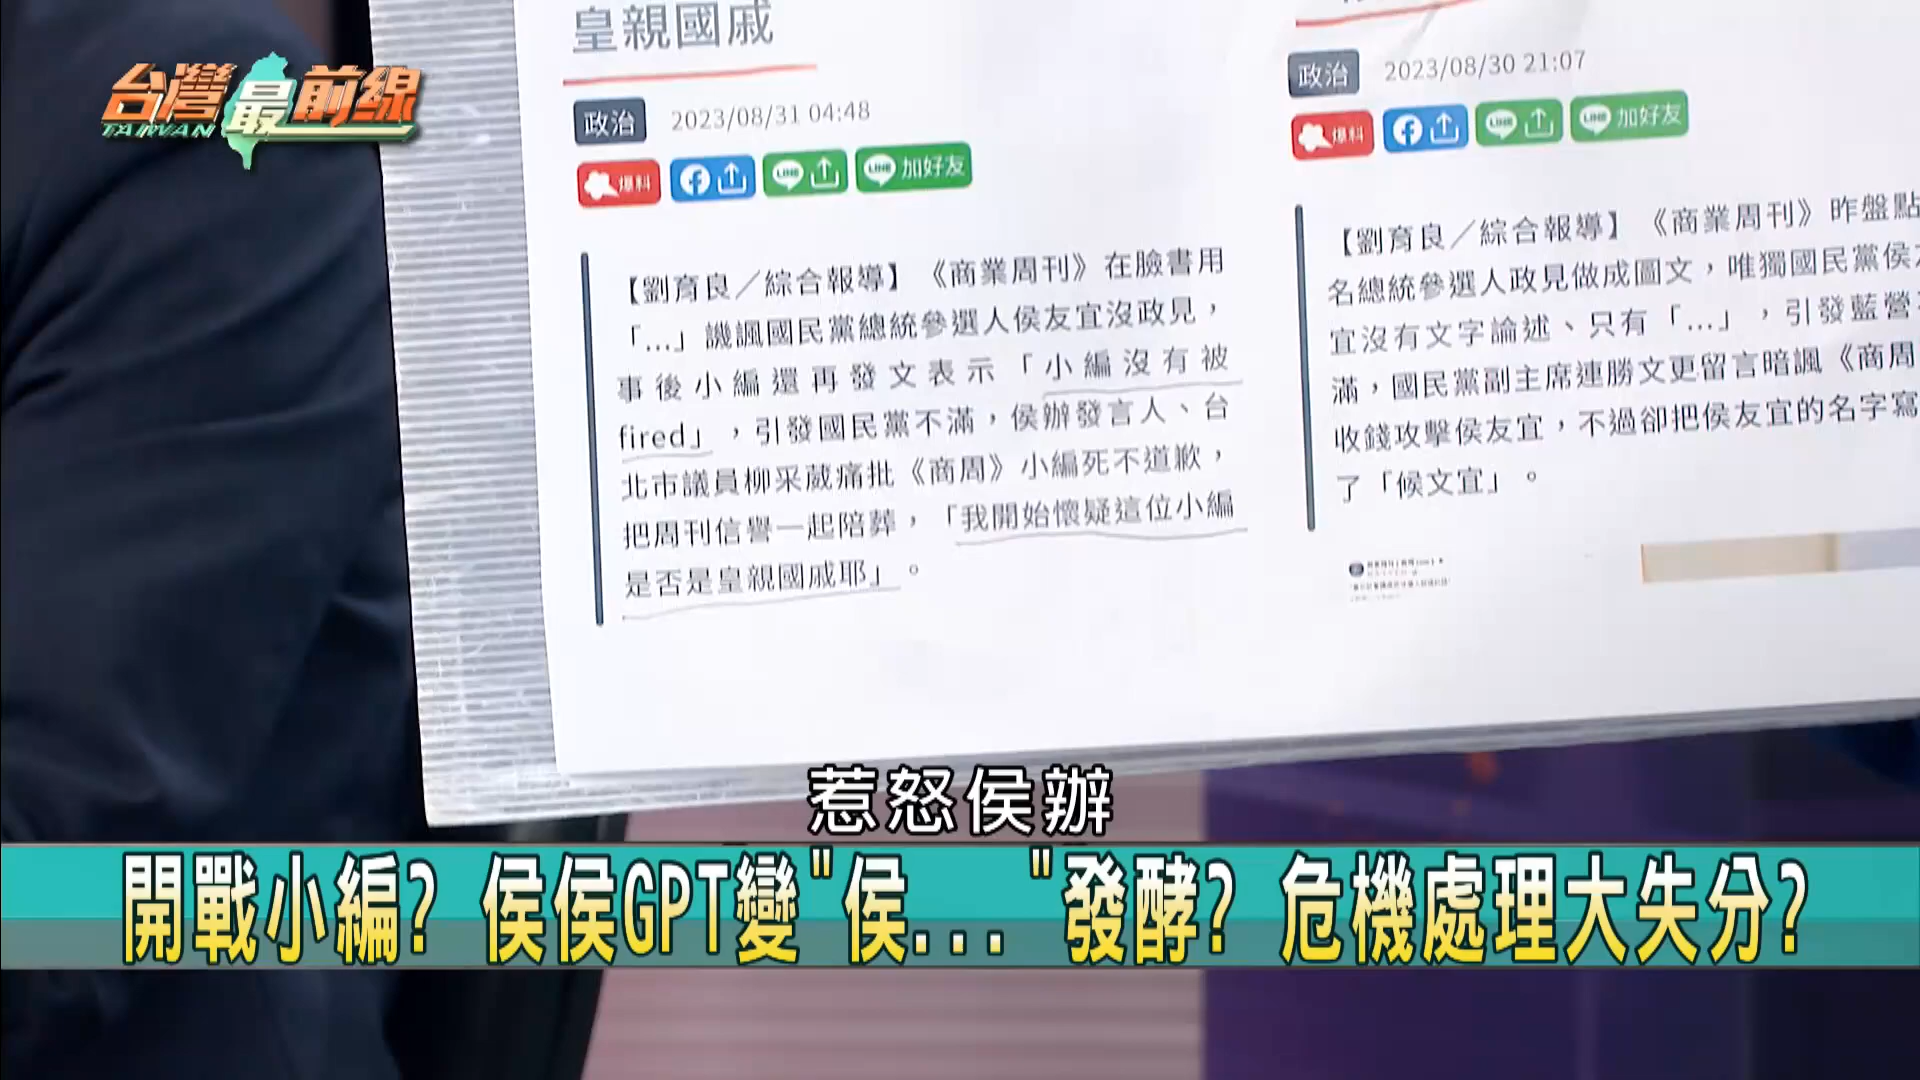 台灣最前線
TAIWAN
皇親國戚
政治 2023/08/31 04:48
爆料
LINE
LINE 加好友
【劉育良／綜合報導】《商業周刊》在臉書用
「...」譏諷國民黨總統參選人侯友宜沒政見，
事後小編還再發文表示「小編沒有被
fired」，引發國民黨不滿，侯辦發言人、台
北市議員柳采葳痛批《商周》小編死不道歉，
把周刊信譽一起陪葬，「我開始懷疑這位小編
是否是皇親國戚耶」。
政治 2023/08/30 21:07
爆料
LINE
LINE 加好友
【劉育良／綜合報導】《商業周刊》昨盤點
名總統參選人政見做成圖文，唯獨國民黨侯
宜沒有文字論述、只有「...」，引發藍營
滿，國民黨副主席連勝文更留言暗諷《商周
收錢攻擊侯友宜，不過卻把侯友宜的名字寫
了「候文宜」。
惹怒侯辦
開戰小編? 侯侯GPT變"侯..."發酵? 危機處理大失分?